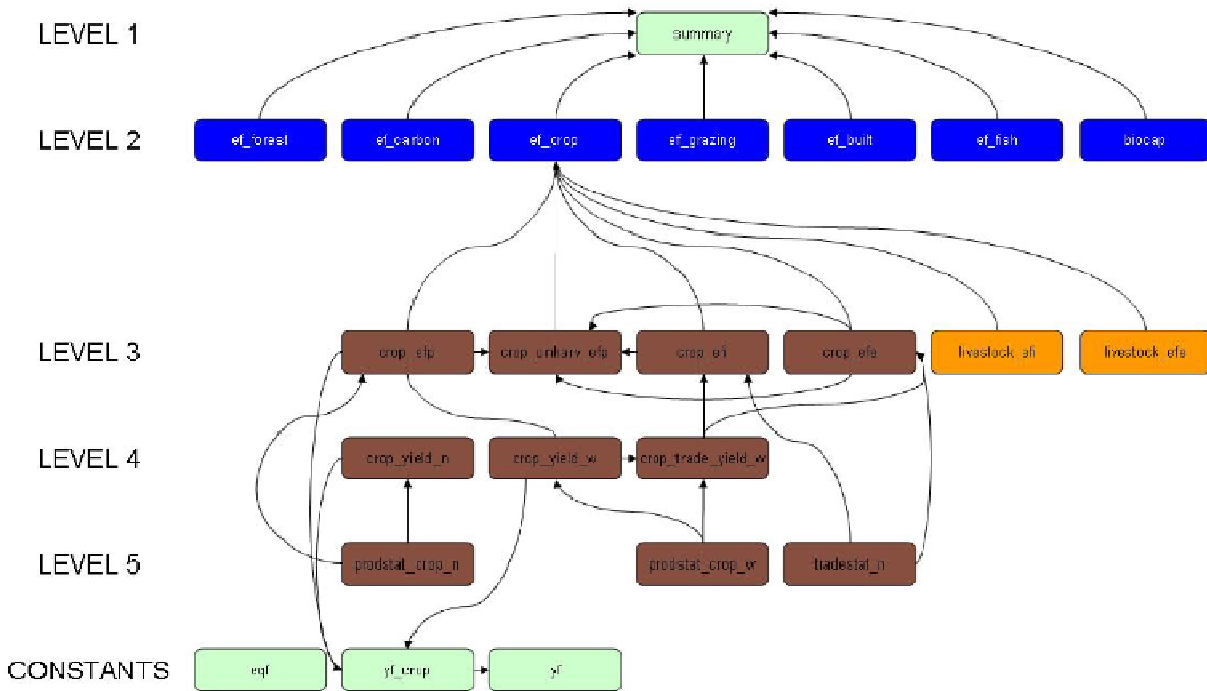 LEVEL 1
summary
LEVEL 2
ef_forest
ef_carbon
ef_crop
ef_grazing
ef_built
ef_fish
biocap
LEVEL 3
crop_efp
crop_unharv_efp
crop_efi
crop_efe
livestock_efi
livestock_efe
LEVEL 4
crop_yield_n
crop_yield_w
crop_trade_yield_w
LEVEL 5
prodstat_crop_n
prodstat_crop_w
tradestat_n
CONSTANTS
eqf
yf_crop
yf